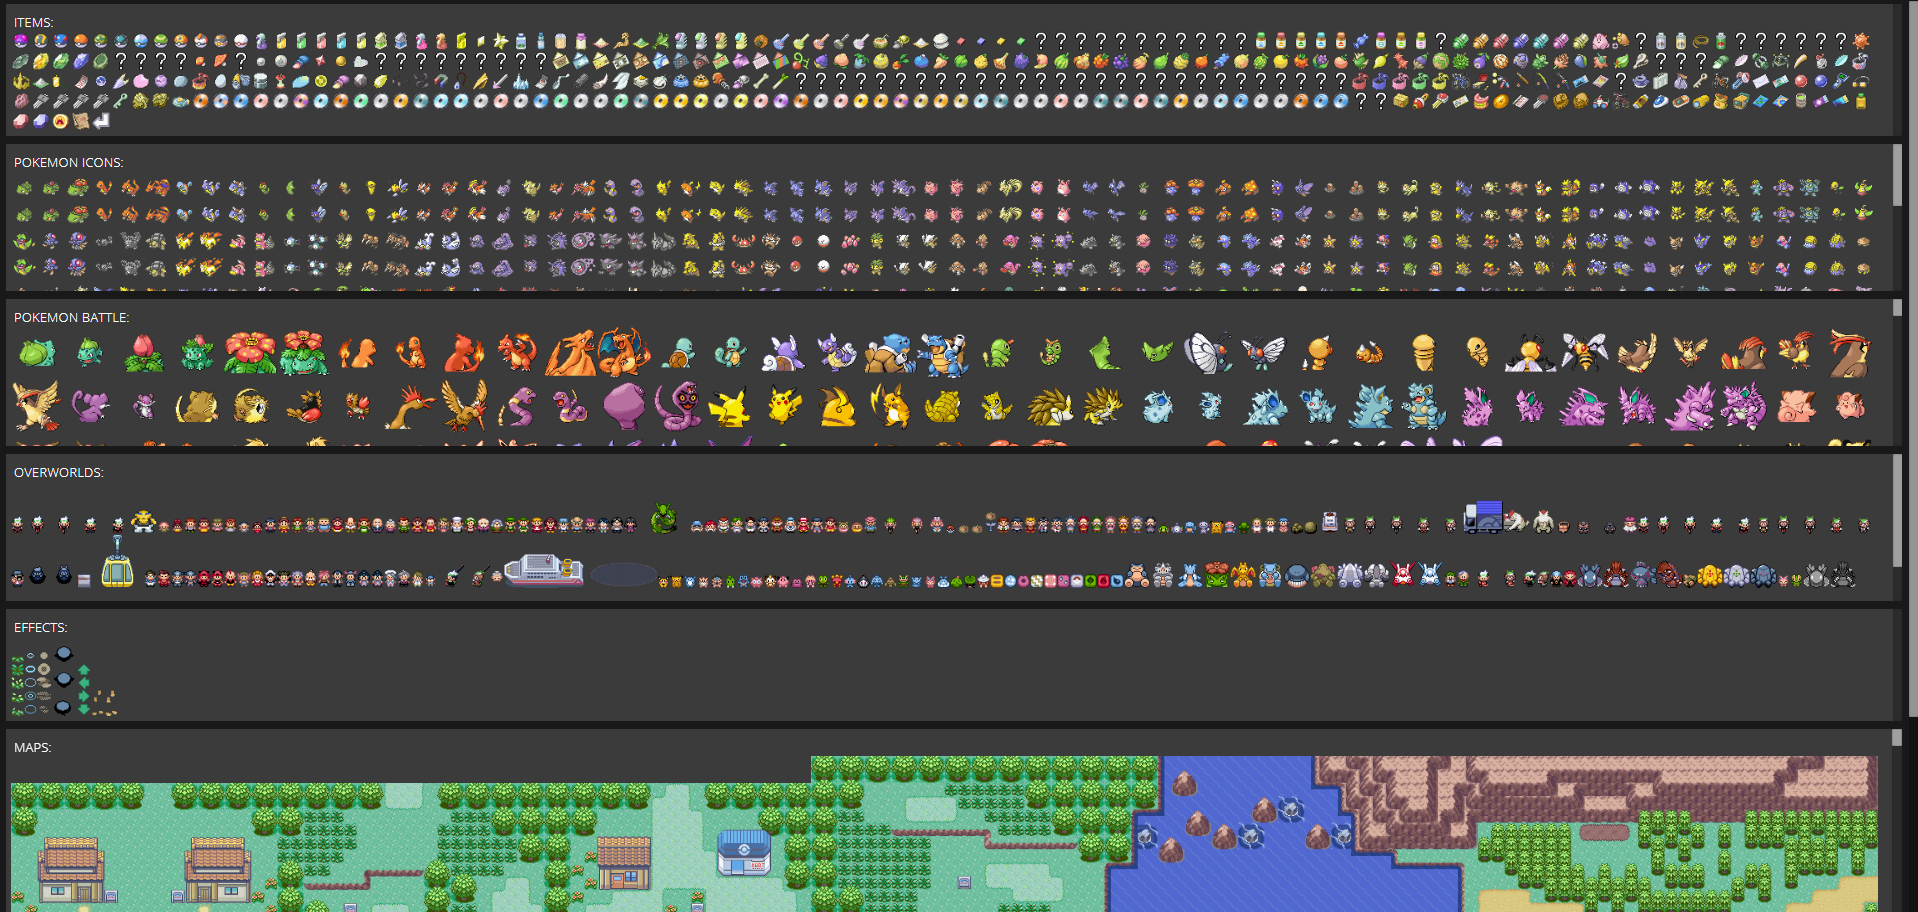 ITEMS:
POKEMON ICONS:
POKEMON BATTLE:
OVERWORLDS:
EFFECTS:
MAPS: